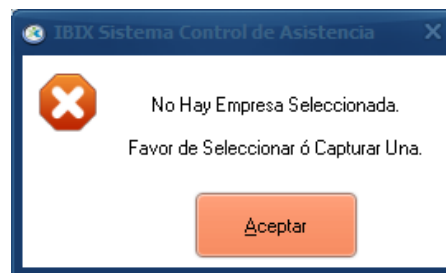 IBIX Sistema Control de Asistencia
No Hay Empresa Seleccionada.
Favor de Seleccionar ó Capturar Una.
Aceptar